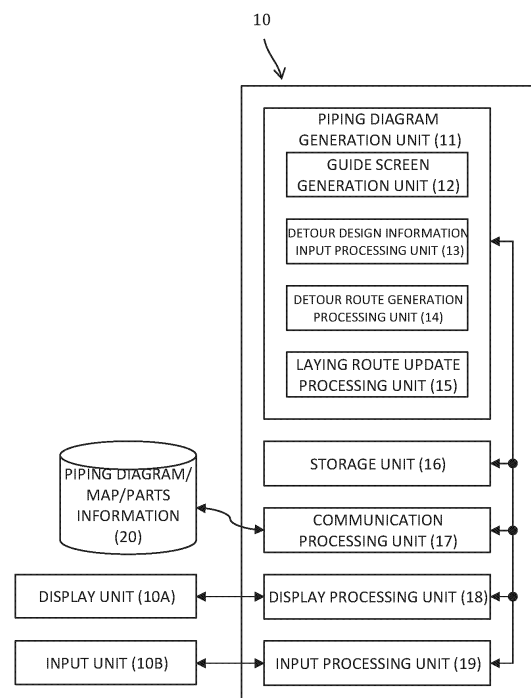 10
PIPING DIAGRAM
GENERATION UNIT (11)
GUIDE SCREEN
GENERATION UNIT (12)
DETOUR DESIGN INFORMATION
INPUT PROCESSING UNIT (13)
DETOUR ROUTE GENERATION
PROCESSING UNIT (14)
LAYING ROUTE UPDATE
PROCESSING UNIT (15)
STORAGE UNIT (16)
PIPING DIAGRAM/
MAP/PARTS
INFORMATION
(20)
COMMUNICATION
PROCESSING UNIT (17)
DISPLAY UNIT (10A)
DISPLAY PROCESSING UNIT (18)
INPUT UNIT (10B)
INPUT PROCESSING UNIT (19)